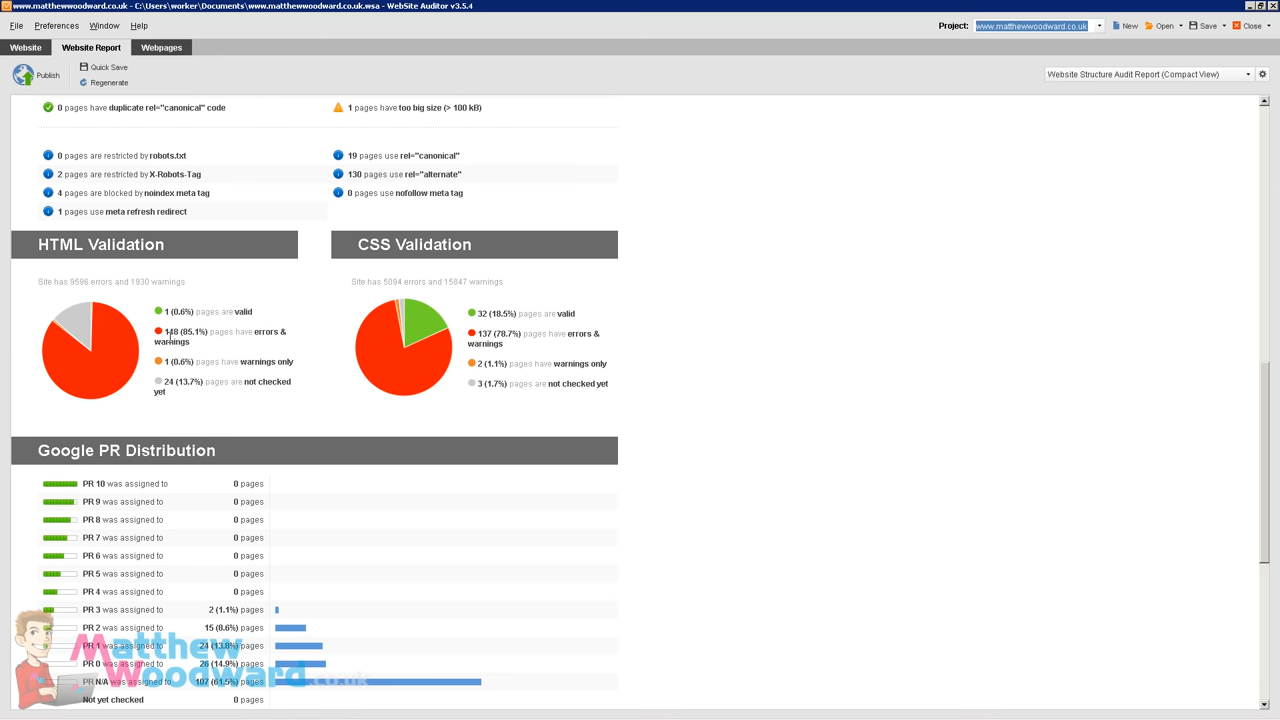 www.matthewwoodward.co.uk - C:\Users\worker\Documents\www.matthewwoodward.co.uk.wsa - WebSite Auditor v3.5.4
File Preferences Window Help Project: www.matthewwoodward.co.uk New Open Save Close
Website Website Report Webpages
Publish
Quick Save
Regenerate
Website Structure Audit Report (Compact View)
0 pages have duplicate rel="canonical" code 1 pages have too big size (> 100 kB)
0 pages are restricted by robots.txt 19 pages use rel="canonical"
2 pages are restricted by X-Robots-Tag 130 pages use rel="alternate"
4 pages are blocked by noindex meta tag 0 pages use nofollow meta tag
1 pages use meta refresh redirect
HTML Validation
Site has 9596 errors and 1930 warnings
1 (0.6%) pages are valid
148 (85.1%) pages have errors &
warnings
1 (0.6%) pages have warnings only
24 (13.7%) pages are not checked
yet
CSS Validation
Site has 5094 errors and 15847 warnings
32 (18.5%) pages are valid
137 (78.7%) pages have errors &
warnings
2 (1.1%) pages have warnings only
3 (1.7%) pages are not checked yet
Google PR Distribution
PR 10 was assigned to 0 pages
PR 9 was assigned to 0 pages
PR 8 was assigned to 0 pages
PR 7 was assigned to 0 pages
PR 6 was assigned to 0 pages
PR 5 was assigned to 0 pages
PR 4 was assigned to 0 pages
PR 3 was assigned to 2 (1.1%) pages
PR 2 was assigned to 15 (8.6%) pages
PR 1 was assigned to 24 (13.8%) pages
PR 0 was assigned to 26 (14.9%) pages
PR N/A was assigned to 107 (61.5%) pages
Not yet checked 0 pages
Matthew
Woodward.co.uk